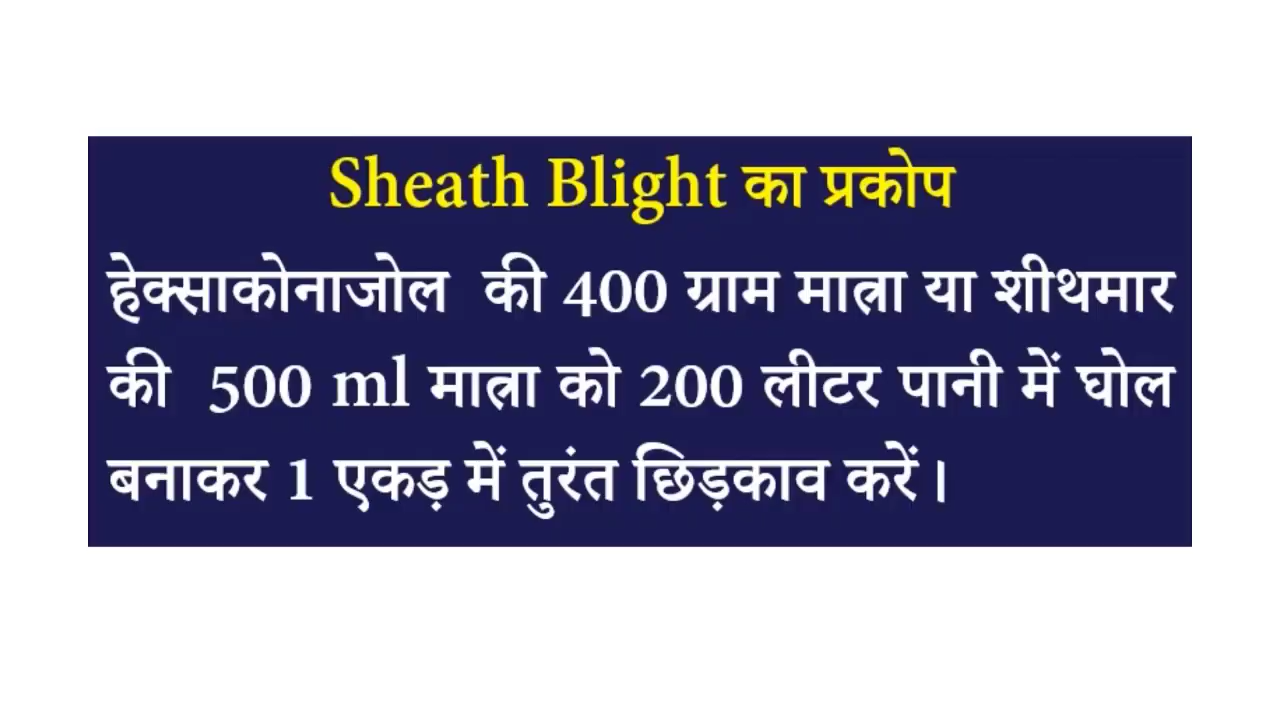 Sheath Blight का प्रकोप
हेक्साकोनाजोल की 400 ग्राम मात्रा या शीथमार
की 500 ml मात्रा को 200 लीटर पानी में घोल
बनाकर 1 एकड़ में तुरंत छिड़काव करें।